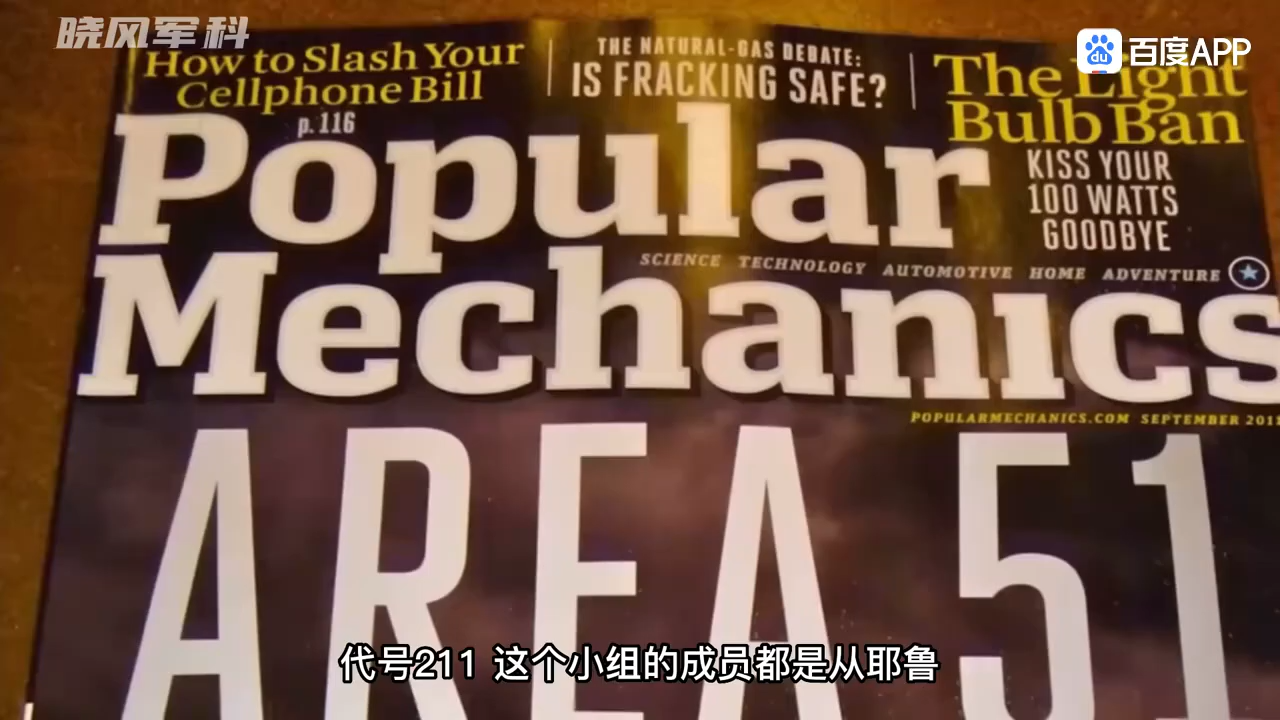 晓风军科
百度APP
How to Slash Your
Cellphone Bill
p. 116
THE NATURAL-GAS DEBATE:
IS FRACKING SAFE?
The Light
Bulb Ban
KISS YOUR
100 WATTS
GOODBYE
Popular
Mechanics
SCIENCE TECHNOLOGY AUTOMOTIVE HOME ADVENTURE
POPULARMECHANICS.COM SEPTEMBER 201
AREA 51
代号211 这个小组的成员都是从耶鲁